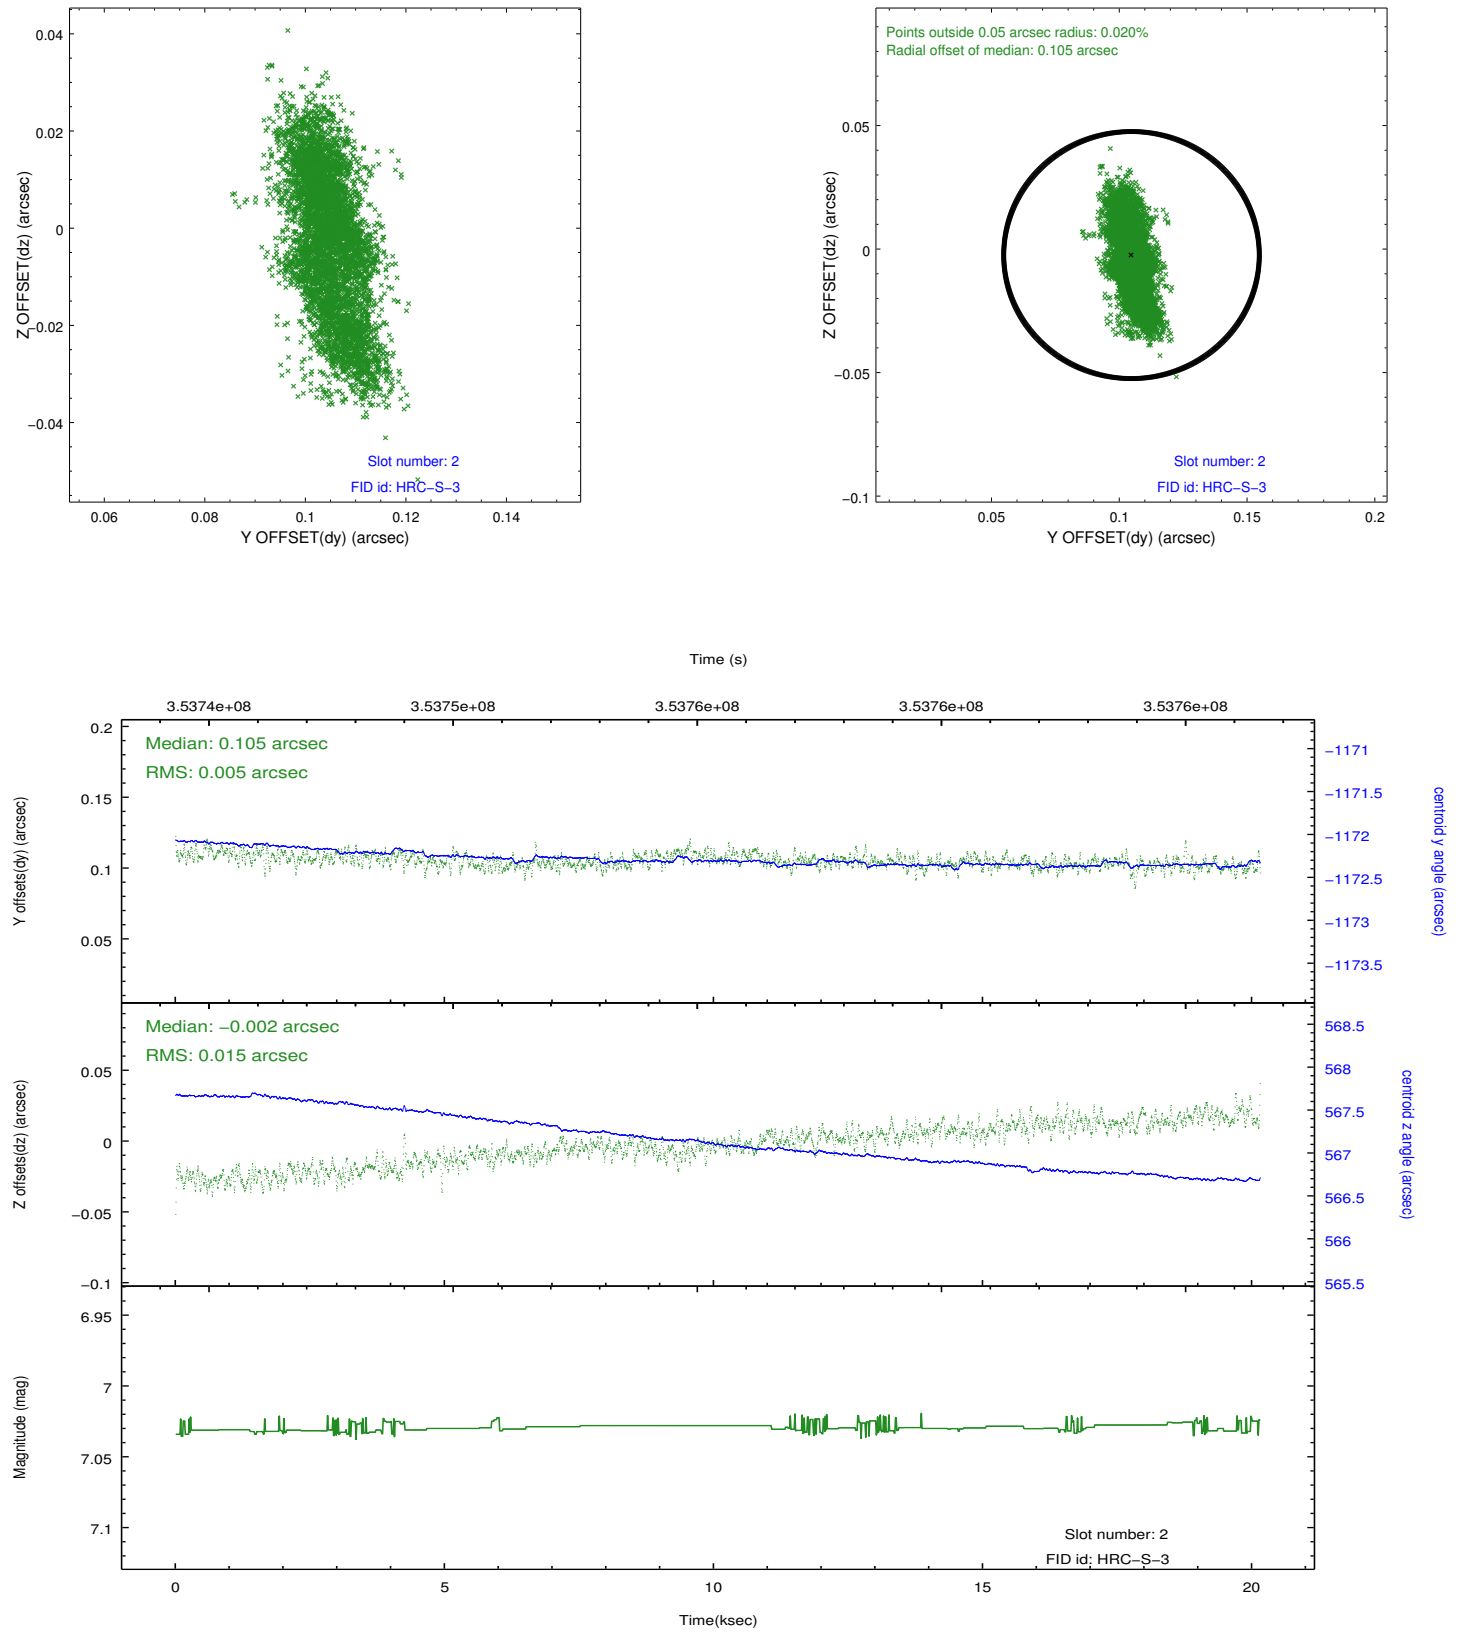 0.04
0.02
0
−0.02
−0.04
Z OFFSET(dz) (arcsec)
Slot number: 2
FID id: HRC−S−3
0.06 0.08 0.1 0.12 0.14
Y OFFSET(dy) (arcsec)
Points outside 0.05 arcsec radius: 0.020%
Radial offset of median: 0.105 arcsec
0.05
0
−0.05
−0.1
Z OFFSET(dz) (arcsec)
Slot number: 2
FID id: HRC−S−3
0.05 0.1 0.15 0.2
Y OFFSET(dy) (arcsec)
Time (s)
3.5374e+08 3.5375e+08 3.5376e+08 3.5376e+08 3.5376e+08
Median: 0.105 arcsec
RMS: 0.005 arcsec
0.2
0.15
0.1
0.05
Y offsets(dy) (arcsec)
−1171
−1171.5
−1172
−1172.5
−1173
−1173.5
centroid y angle (arcsec)
Median: −0.002 arcsec
RMS: 0.015 arcsec
0.05
0
−0.05
−0.1
Z offsets(dz) (arcsec)
568.5
568
567.5
567
566.5
566
565.5
centroid z angle (arcsec)
6.95
7
7.05
7.1
Magnitude (mag)
Slot number: 2
FID id: HRC−S−3
0 5 10 15 20
Time(ksec)